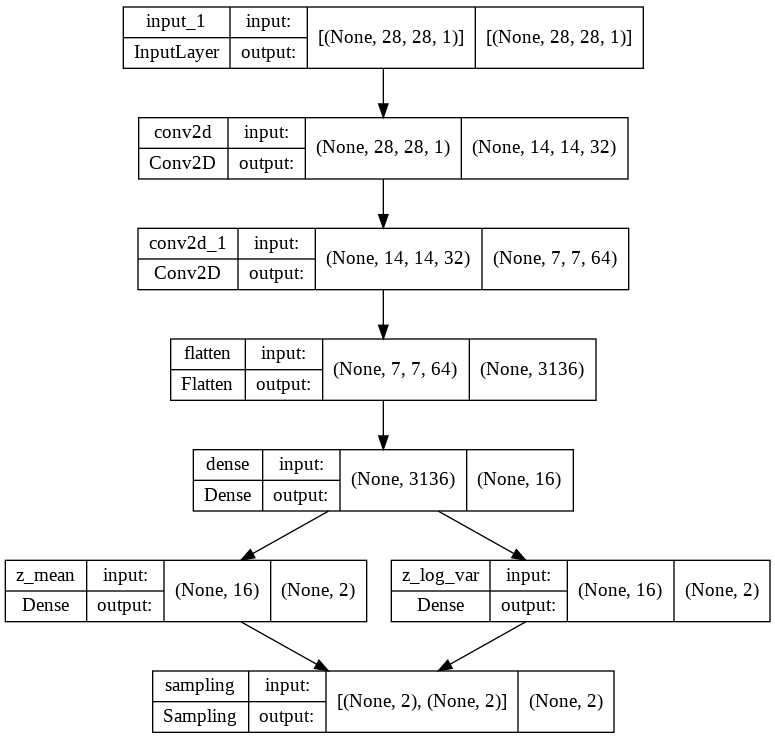 input_1 input: [(None, 28, 28, 1)] [(None, 28, 28, 1)]
InputLayer output:
conv2d input: (None, 28, 28, 1) (None, 14, 14, 32)
Conv2D output:
conv2d_1 input: (None, 14, 14, 32) (None, 7, 7, 64)
Conv2D output:
flatten input: (None, 7, 7, 64) (None, 3136)
Flatten output:
dense input: (None, 3136) (None, 16)
Dense output:
z_mean input: (None, 16) (None, 2)
Dense output:
z_log_var input: (None, 16) (None, 2)
Dense output:
sampling input: [(None, 2), (None, 2)] (None, 2)
Sampling output: